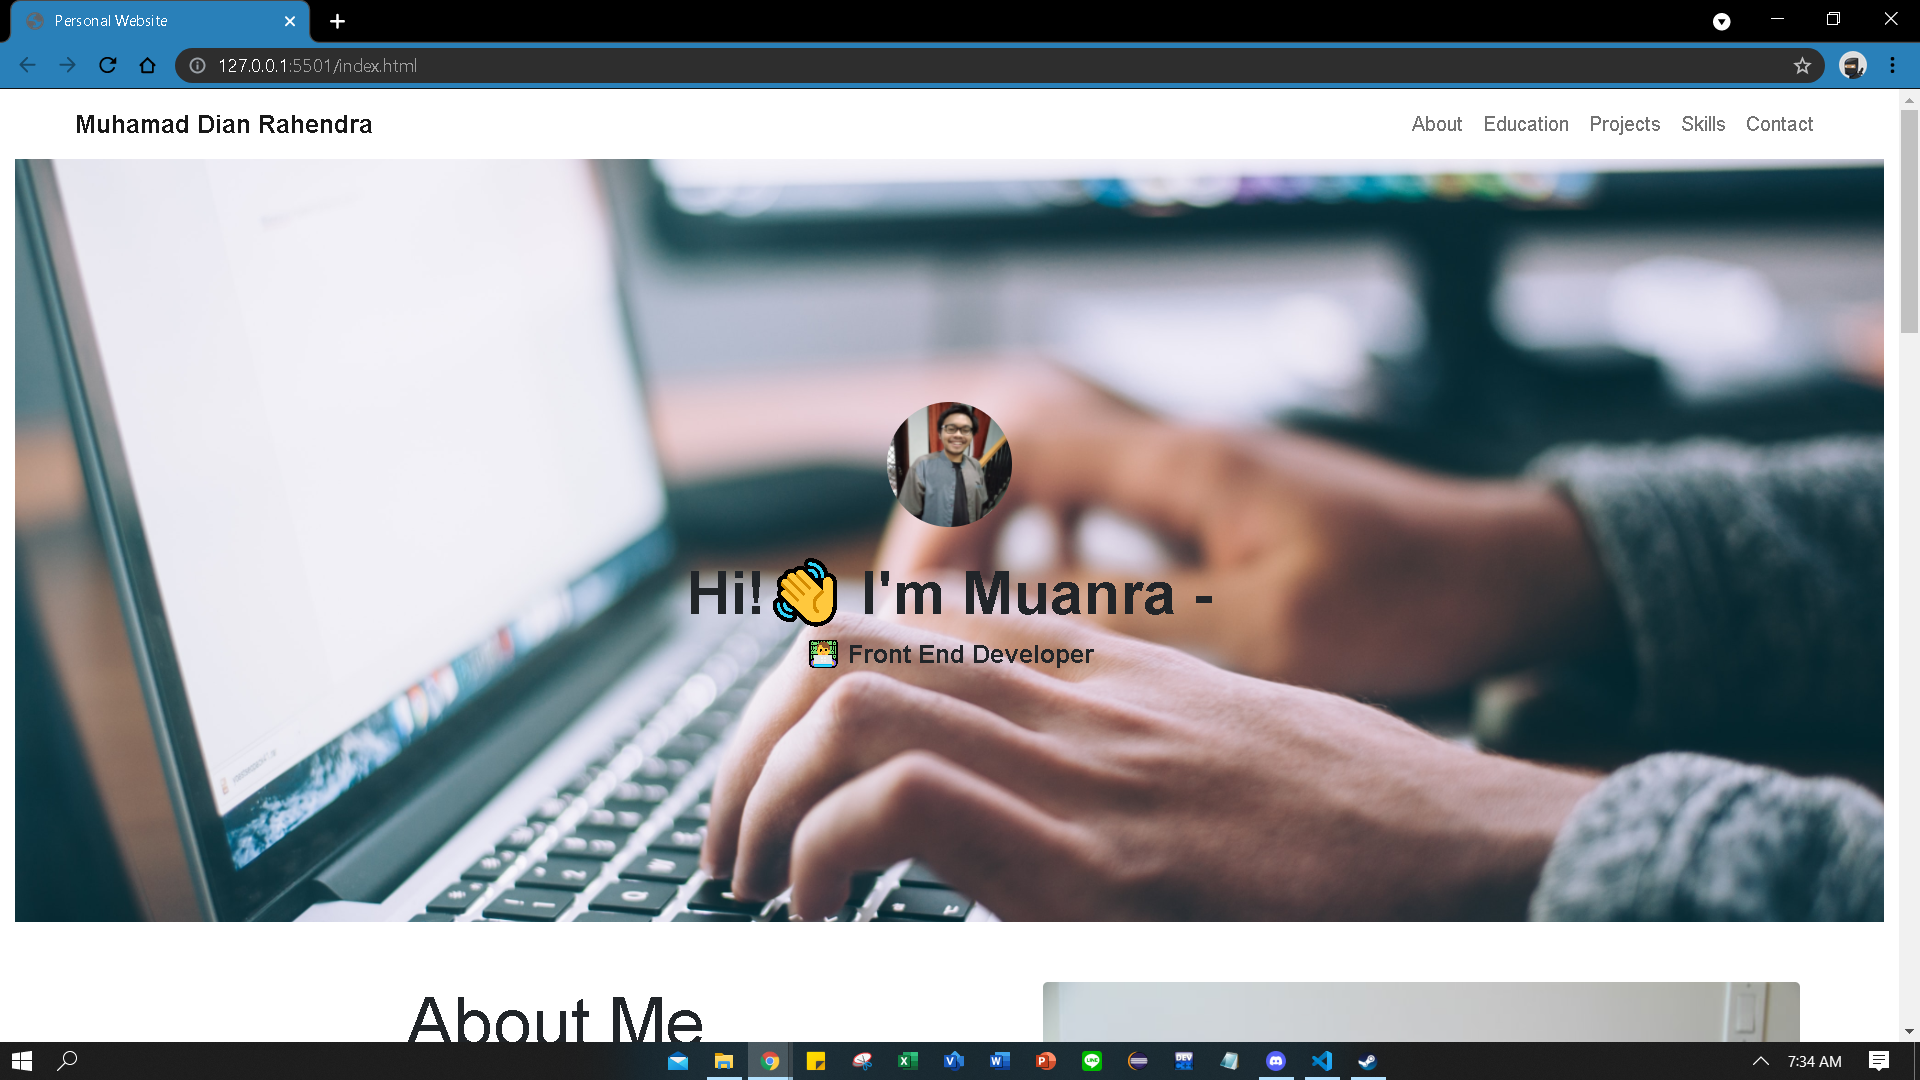 Personal Website
127.0.0.1:5501/index.html
Muhamad Dian Rahendra
About Education Projects Skills Contact
Hi!👋 I'm Muanra -
👨‍💻 Front End Developer
About Me
7:34 AM